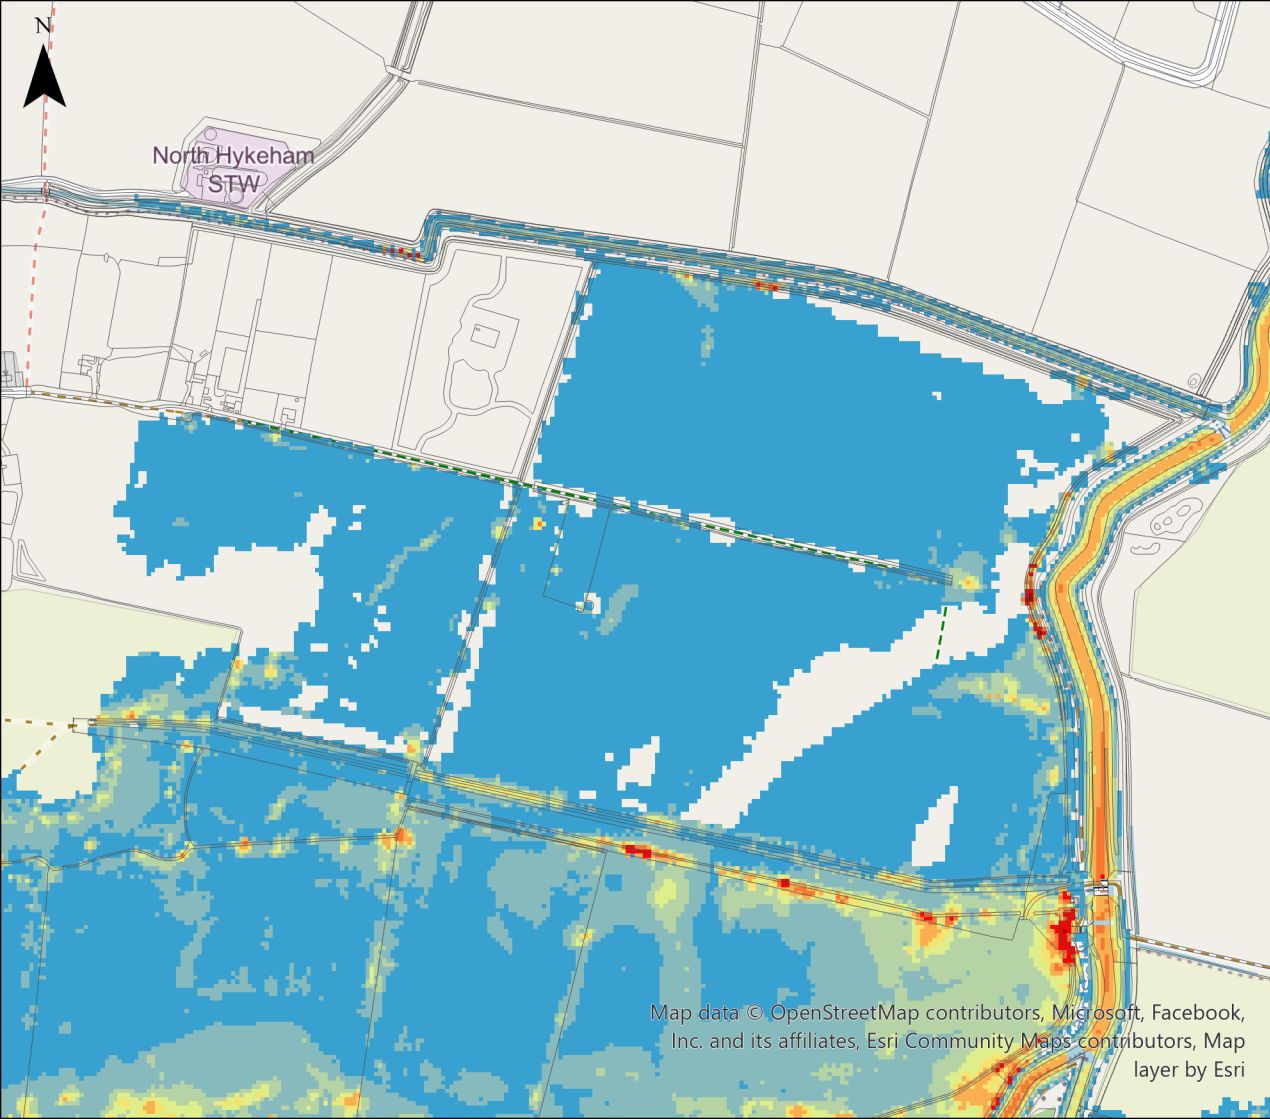 N
North Hykeham
STW
Map data © OpenStreetMap contributors, Microsoft, Facebook,
Inc. and its affiliates, Esri Community Maps contributors, Map
layer by Esri